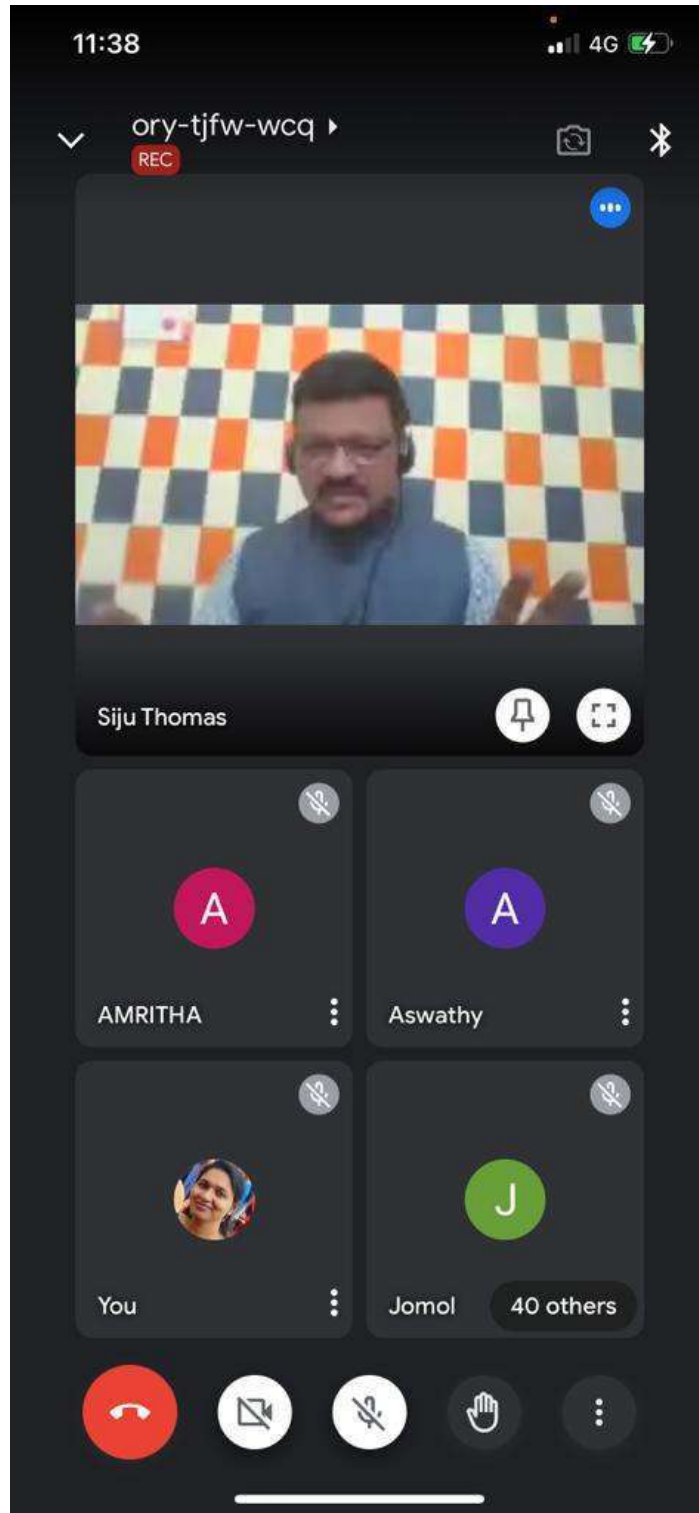 11:38
4G
ory-tjfw-wcq
REC
Siju Thomas
A
A
AMRITHA
Aswathy
J
You
Jomol
40 others